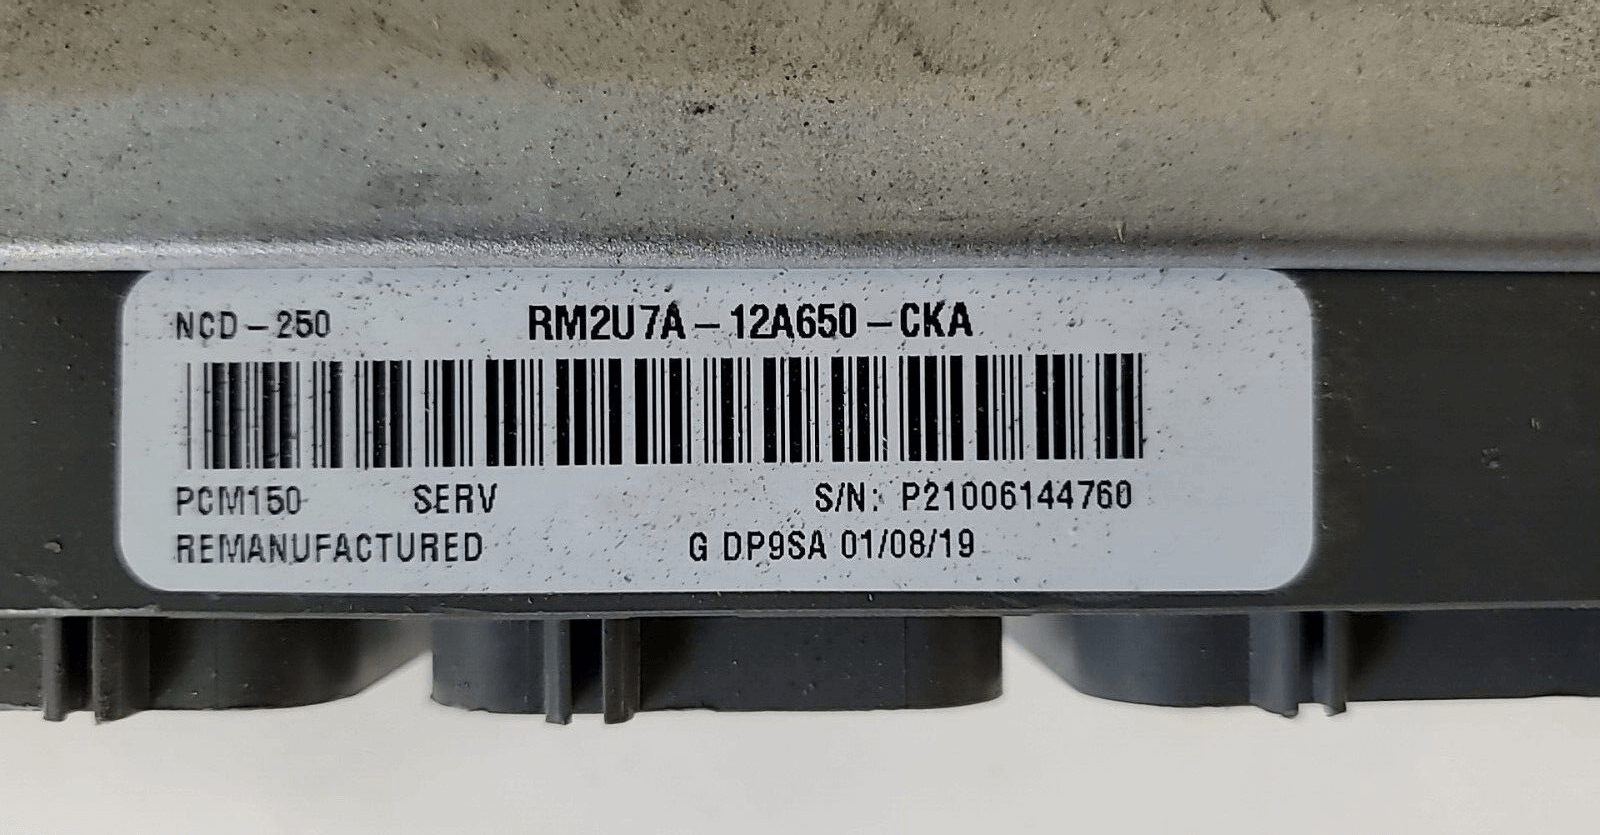 NCD-250 RM2U7A-12A650-CKA
PCM150 SERV S/N: P21006144760
REMANUFACTURED G DP9SA 01/08/19